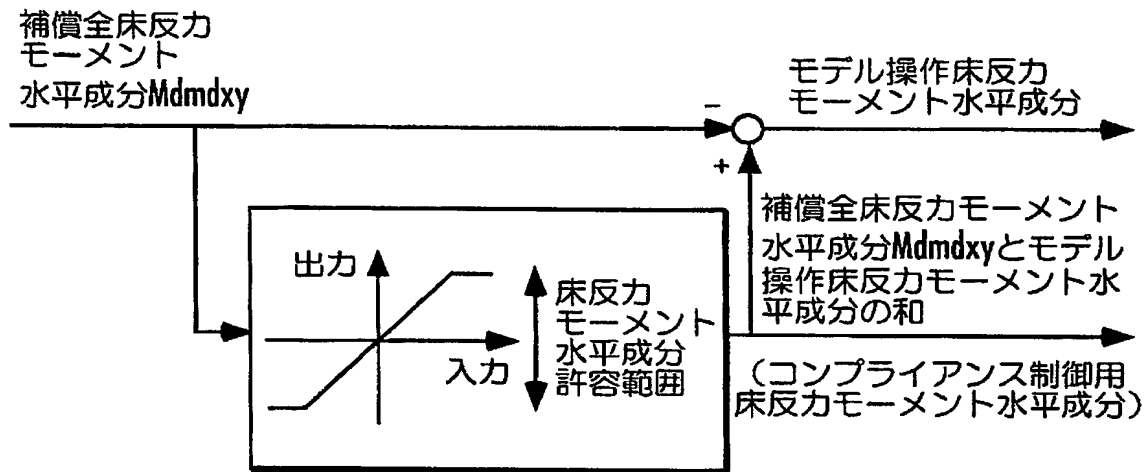 補償全床反力
モーメント
水平成分Mdmdxy
モデル操作床反力
モーメント水平成分
−
+
補償全床反力モーメント
水平成分Mdmdxyとモデル
操作床反力モーメント水
平成分の和
出力
入力
床反力
モーメント
水平成分
許容範囲
（コンプライアンス制御用
床反力モーメント水平成分）